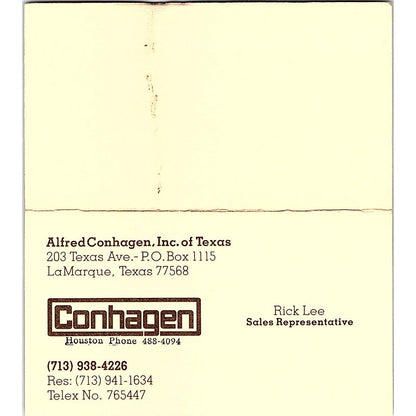 Alfred Conhagen, Inc. of Texas
203 Texas Ave.- P.O. Box 1115
LaMarque, Texas 77568
Conhagen
Houston Phone 488-4094
Rick Lee
Sales Representative
(713) 938-4226
Res: (713) 941-1634
Telex No. 765447